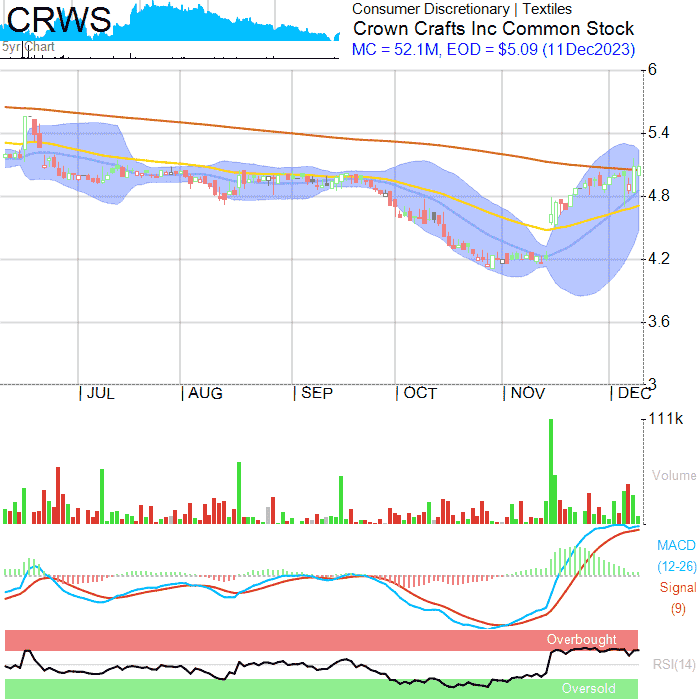 CRWS
5yr Chart
Consumer Discretionary | Textiles
Crown Crafts Inc Common Stock
MC = 52.1M, EOD = $5.09 (11Dec2023)
6
5.4
4.8
4.2
3.6
3
JUL
AUG
SEP
OCT
NOV
DEC
111k
Volume
MACD
(12-26)
Signal
(9)
Overbought
RSI(14)
Oversold